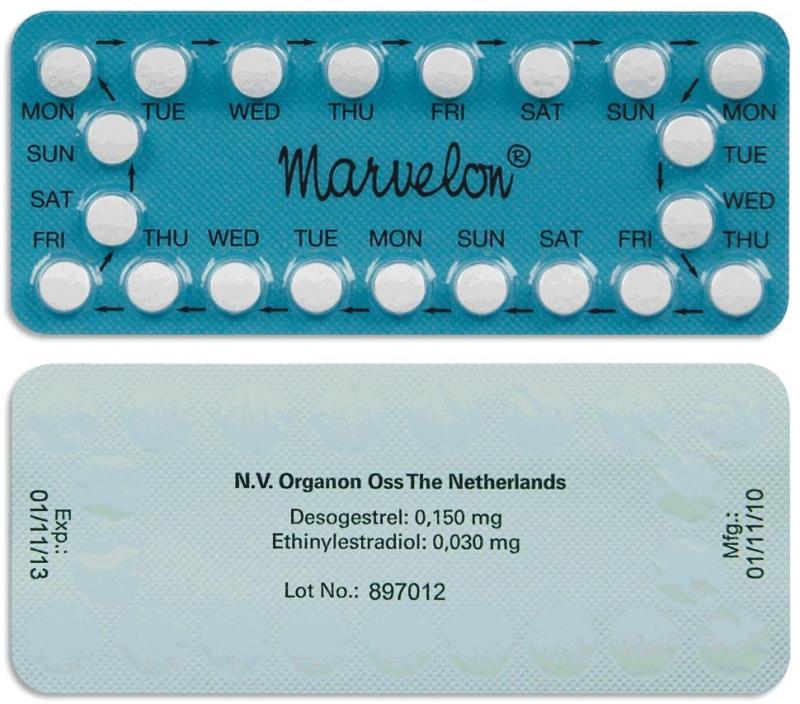 MON TUE WED THU FRI SAT SUN MON
SUN Marvelon® TUE
SAT WED
FRI THU WED TUE MON SUN SAT FRI THU
N.V. Organon Oss The Netherlands
Desogestrel: 0,150 mg
Ethinylestradiol: 0,030 mg
Lot No.: 897012
Exp.:
01/11/13
Mfg.:
01/11/10